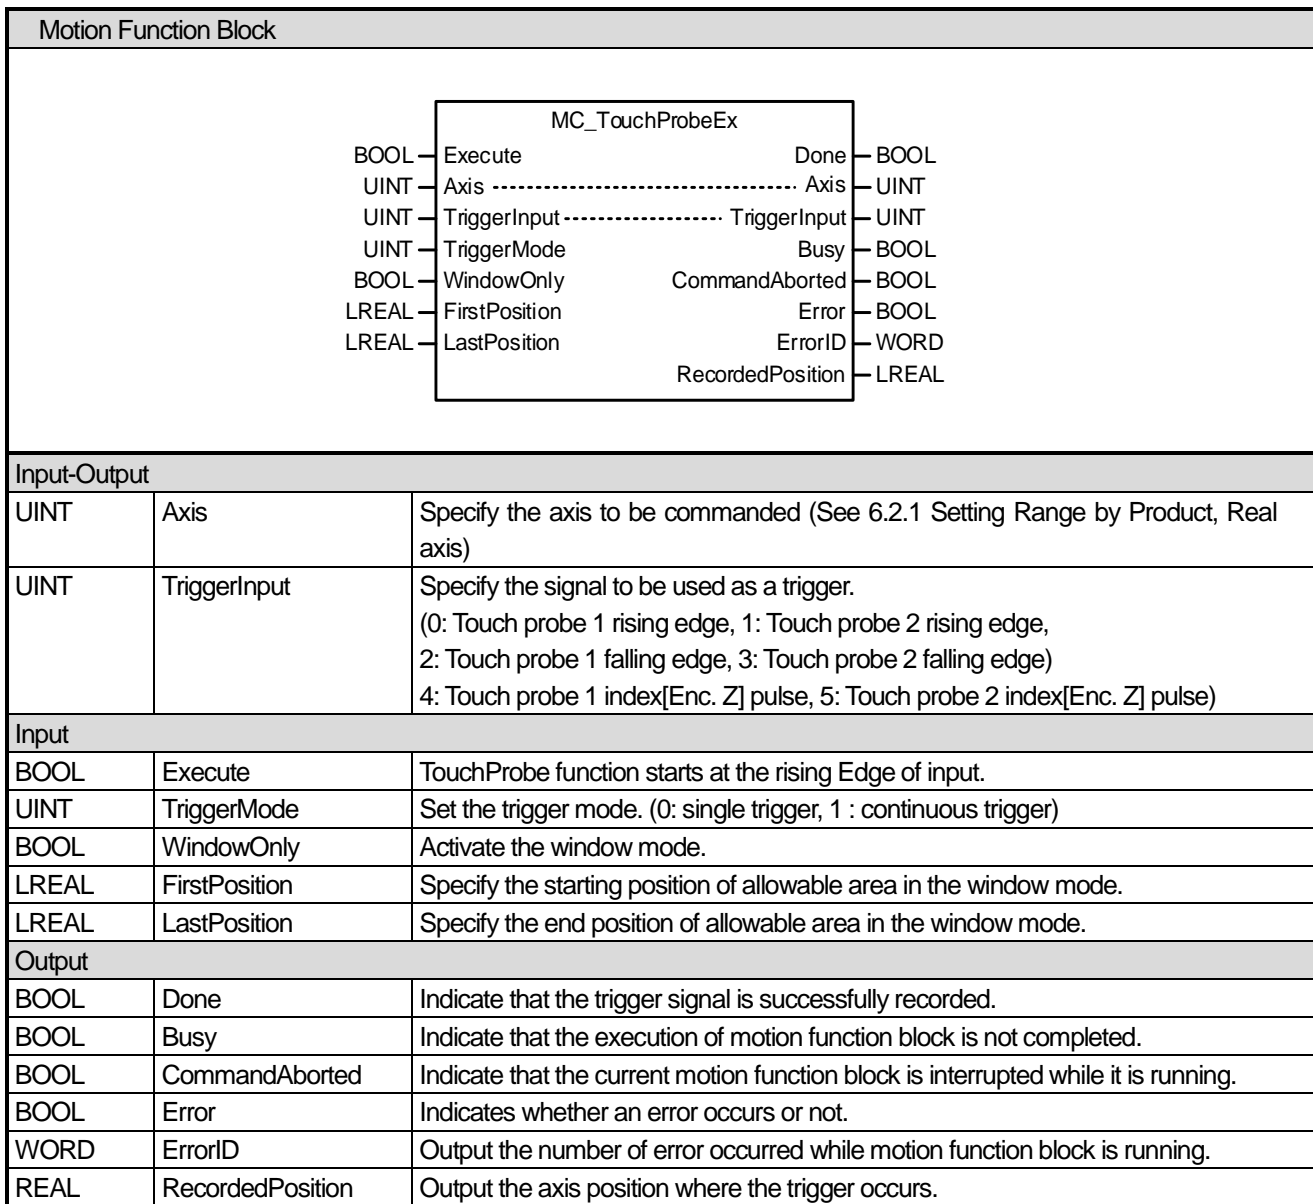 Motion Function Block
MC_TouchProbeEx
BOOL Execute Done BOOL
UINT Axis Axis UINT
UINT TriggerInput TriggerInput UINT
UINT TriggerMode Busy BOOL
BOOL WindowOnly CommandAborted BOOL
LREAL FirstPosition Error BOOL
LREAL LastPosition ErrorID WORD
RecordedPosition LREAL
Input-Output
UINT Axis Specify the axis to be commanded (See 6.2.1 Setting Range by Product, Real
axis)
UINT TriggerInput Specify the signal to be used as a trigger.
(0: Touch probe 1 rising edge, 1: Touch probe 2 rising edge,
2: Touch probe 1 falling edge, 3: Touch probe 2 falling edge)
4: Touch probe 1 index[Enc. Z] pulse, 5: Touch probe 2 index[Enc. Z] pulse)
Input
BOOL Execute TouchProbe function starts at the rising Edge of input.
UINT TriggerMode Set the trigger mode. (0: single trigger, 1 : continuous trigger)
BOOL WindowOnly Activate the window mode.
LREAL FirstPosition Specify the starting position of allowable area in the window mode.
LREAL LastPosition Specify the end position of allowable area in the window mode.
Output
BOOL Done Indicate that the trigger signal is successfully recorded.
BOOL Busy Indicate that the execution of motion function block is not completed.
BOOL CommandAborted Indicate that the current motion function block is interrupted while it is running.
BOOL Error Indicates whether an error occurs or not.
WORD ErrorID Output the number of error occurred while motion function block is running.
REAL RecordedPosition Output the axis position where the trigger occurs.